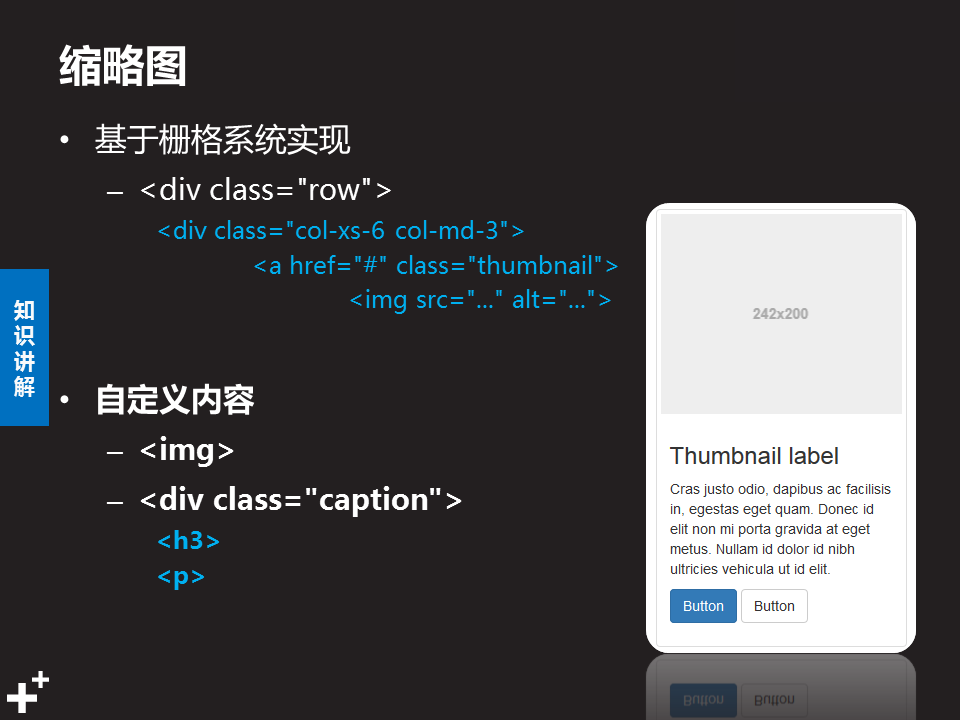 缩略图
• 基于栅格系统实现
– <div class="row">
<div class="col-xs-6 col-md-3">
<a href="#" class="thumbnail">
<img src="..." alt="...">
知识讲解
• 自定义内容
– <img>
– <div class="caption">
<h3>
<p>
242x200
Thumbnail label
Cras justo odio, dapibus ac facilisis
in, egestas eget quam. Donec id
elit non mi porta gravida at eget
metus. Nullam id dolor id nibh
ultricies vehicula ut id elit.
Button Button
Button Button